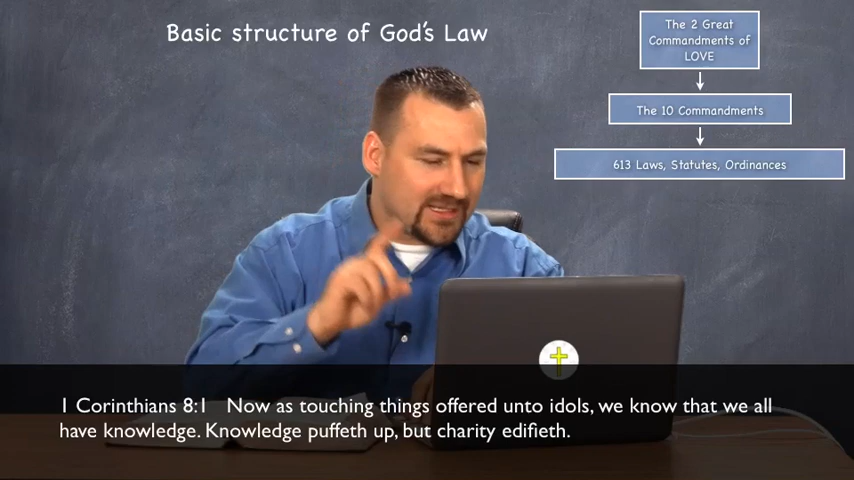 Basic structure of God's Law
The 2 Great
Commandments of
LOVE
The 10 Commandments
613 Laws, Statutes, Ordinances
1 Corinthians 8:1 Now as touching things offered unto idols, we know that we all
have knowledge. Knowledge puffeth up, but charity edifieth.